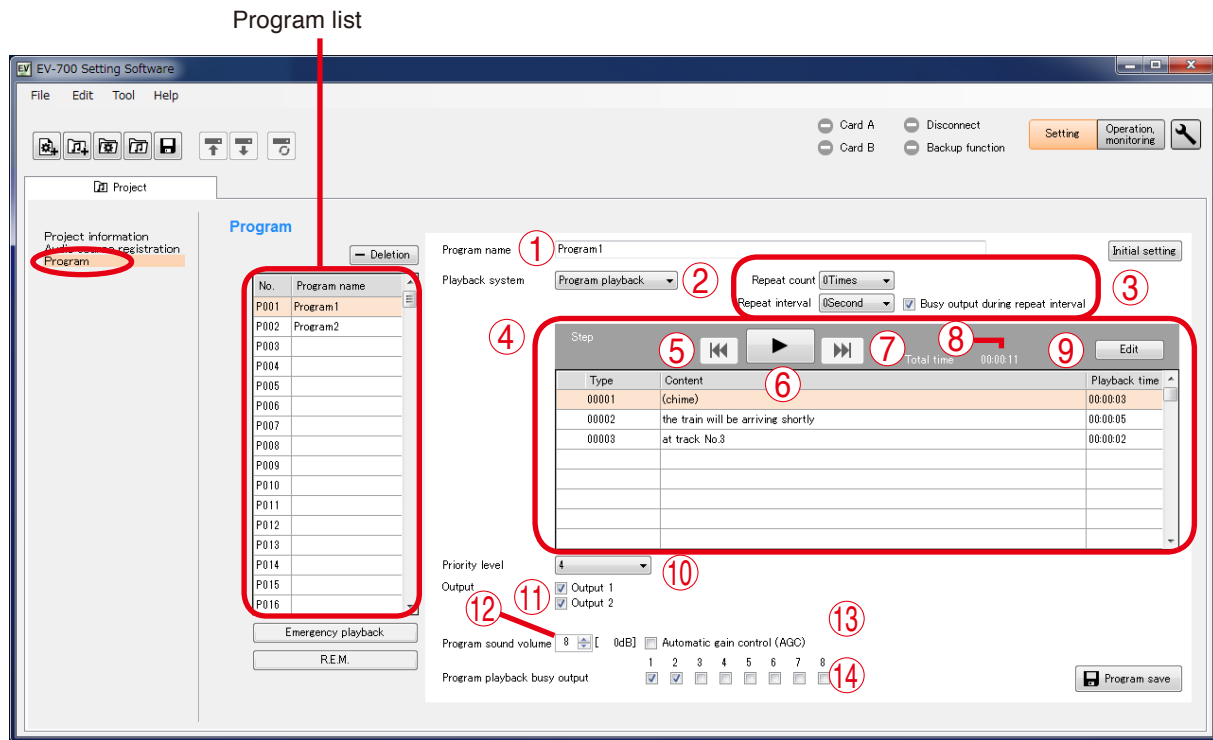 Program list
EV EV-700 Setting Software
File Edit Tool Help
Card A Disconnect
Card B Backup function
Setting
Operation, monitoring
Project
Project information
Audio source registration
Program
Program
Deletion
No. Program name
P001 Program1
P002 Program2
P003
P004
P005
P006
P007
P008
P009
P010
P011
P012
P013
P014
P015
P016
Emergency playback
R.E.M.
Program name ① Program1
Initial setting
Playback system Program playback ②
Repeat count 0Times
③
Repeat interval 0Second Busy output during repeat interval
④ Step ⑤ ⑥ ⑦ ⑧ Total time 00:00:11 ⑨ Edit
Type Content Playback time
00001 (chime) 00:00:03
00002 the train will be arriving shortly 00:00:05
00003 at track No.3 00:00:02
Priority level 4 ⑩
Output ⑪ Output 1
Output 2
⑫ ⑬
Program sound volume 8 [ 0dB] Automatic gain control (AGC)
1 2 3 4 5 6 7 8
Program playback busy output ⑭
Program save